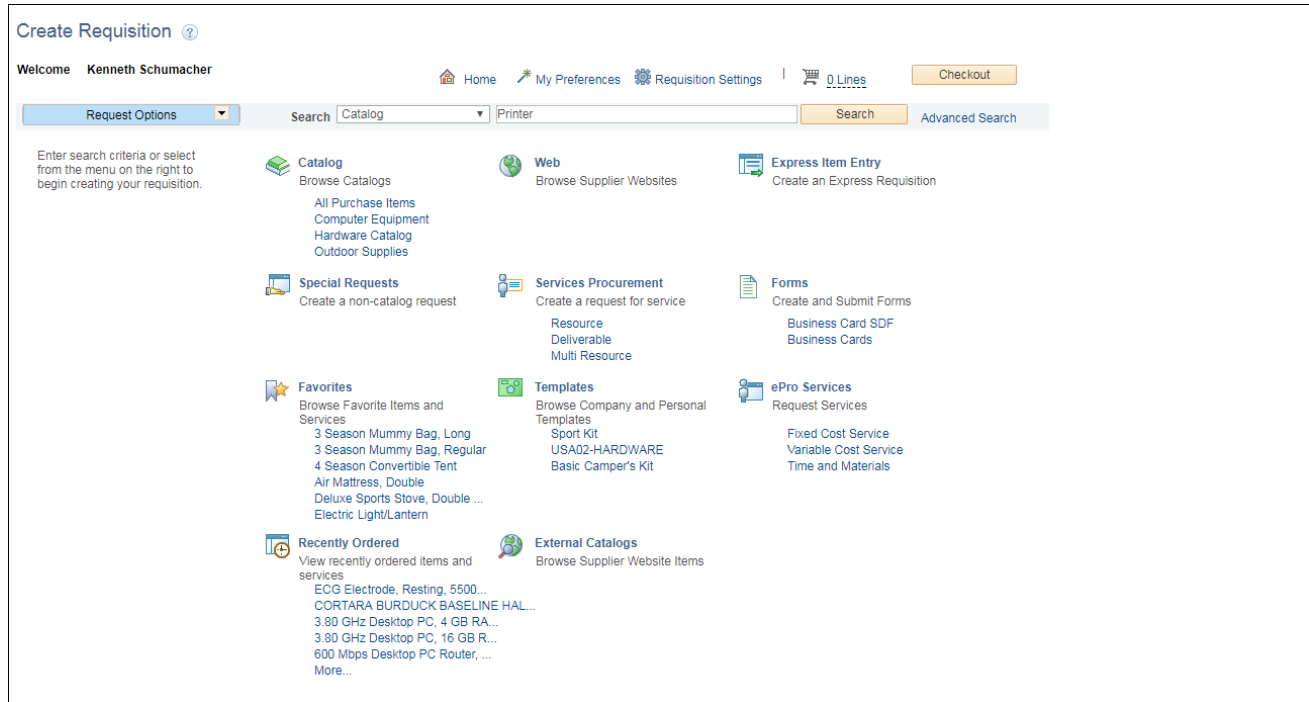 Create Requisition ?
Welcome Kenneth Schumacher
Home My Preferences Requisition Settings | 0 Lines Checkout
Request Options Search Catalog Printer Search Advanced Search
Enter search criteria or select
from the menu on the right to
begin creating your requisition.
Catalog
Browse Catalogs
All Purchase Items
Computer Equipment
Hardware Catalog
Outdoor Supplies
Web
Browse Supplier Websites
Express Item Entry
Create an Express Requisition
Special Requests
Create a non-catalog request
Services Procurement
Create a request for service
Resource
Deliverable
Multi Resource
Forms
Create and Submit Forms
Business Card SDF
Business Cards
Favorites
Browse Favorite Items and
Services
3 Season Mummy Bag, Long
3 Season Mummy Bag, Regular
4 Season Convertible Tent
Air Mattress, Double
Deluxe Sports Stove, Double ...
Electric Light/Lantern
Templates
Browse Company and Personal
Templates
Sport Kit
USA02-HARDWARE
Basic Camper's Kit
ePro Services
Request Services
Fixed Cost Service
Variable Cost Service
Time and Materials
Recently Ordered
View recently ordered items and
services
ECG Electrode, Resting, 5500...
CORTARA BURDUCK BASELINE HAL...
3.80 GHz Desktop PC, 4 GB RA...
3.80 GHz Desktop PC, 16 GB R...
600 Mbps Desktop PC Router, ...
More...
External Catalogs
Browse Supplier Website Items